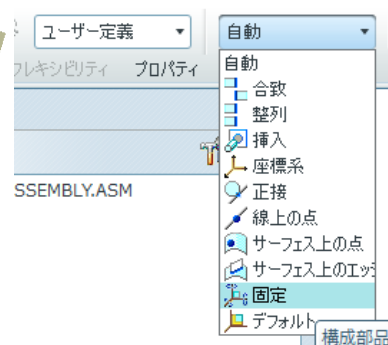 ユーザー定義
自動
フレキシビリティ
プロパティ
自動
合致
整列
挿入
座標系
SSEMBLY.ASM
正接
線上の点
サーフェス上の点
サーフェス上のエッ
固定
デフォルト
構成部品